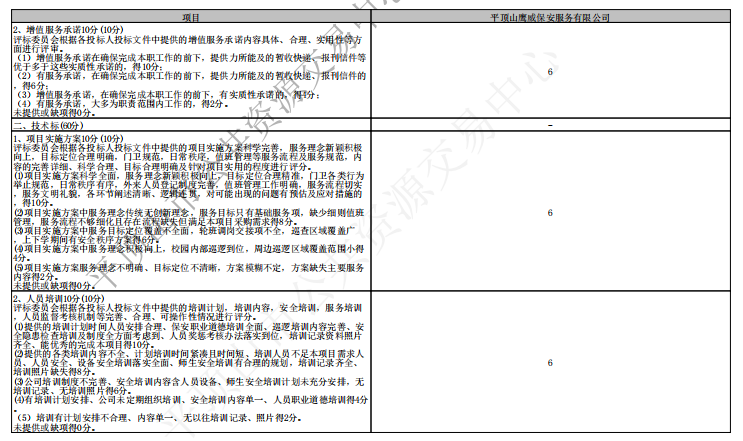 项目 平顶山鹰威保安服务有限公司
2、增值服务承诺10分(10分)
评标委员会根据各投标人投标文件中提供的增值服务承诺内容具体、合理、实用性等方
面进行评审。
（1）增值服务承诺在确保完成本职工作的前下，提供力所能及的暂收快递、报刊信件等
优于多于这些实质性承诺的，得10分；
（2）有服务承诺，在确保完成本职工作的前下，提供力所能及的暂收快递、报刊信件的
，得6分；
（3）增值服务承诺，在确保完成本职工作的前下，有实质性承诺的，得4分；
（4）有服务承诺，大多为职责范围内工作的，得2分。
未提供或缺项得0分。
6
二、技术标(60分) -
1、项目实施方案10分(10分)
评标委员会根据各投标人投标文件中提供的项目实施方案科学完善，服务理念新颖积极
向上，目标定位合理明确，门卫规范，日常秩序，值班管理等服务流程及服务规范，内
容的完善详细、科学合理、目标合理明确及针对项目实用的程度进行评分。
(1)项目实施方案科学全面，服务理念新颖积极向上，目标定位合理精准，门卫各类行为
举止规范，日常秩序有序，外来人员登记制度完善，值班管理工作明确，服务流程切实
，服务文明礼貌，各环节阐述清晰、逻辑连贯，对可能出现的问题有预估及应对措施的
，得10分。
(2)项目实施方案中服务理念传统无创新理念，服务目标只有基础服务项，缺少细则值班
管理，服务流程不够细化且存在流程缺失但满足本项目采购需求得8分。
(3)项目实施方案中服务目标定位覆盖不全面，轮班调岗交接项不全，巡查区域覆盖广
，上下学期间有安全秩序方案得6分。
(4)项目实施方案中服务理念积极向上，校园内部巡逻到位，周边巡逻区域覆盖范围小得
4分。
(5)项目实施方案服务理念不明确、目标定位不清晰，方案模糊不定，方案缺失主要服务
内容得2分。
未提供或缺项得0分。
6
2、人员培训10分(10分)
评标委员会根据各投标人投标文件中提供的培训计划，培训内容，安全培训，服务培训
，人员监督考核机制等完善、合理、可操作性情况进行评分。
(1)提供的培训计划时间人员安排合理、保安职业道德培训全面、巡逻培训内容完善、安
全隐患检查培训及制度全方面考虑到、人员奖惩考核办法落实到位，培训记录资料照片
齐全、能优秀的完成本项目得10分。
(2)提供的各类培训内容不全、计划培训时间紧凑且时间短、培训人员不足本项目需求人
员、人员安全、设备安全培训落实全面、师生安全培训有合理的规划，培训记录齐全、
培训照片缺失得8分。
(3)公司培训制度不完善、安全培训内容含人员设备、师生安全培训计划未充分安排，无
培训记录、无培训照片得6分。
(4)有培训计划安排、公司未定期组织培训、安全培训内容单一、人员职业道德培训得4分
。
（5）培训有计划安排不合理、内容单一、无以往培训记录、照片得2分。
未提供或缺项得0分。
6